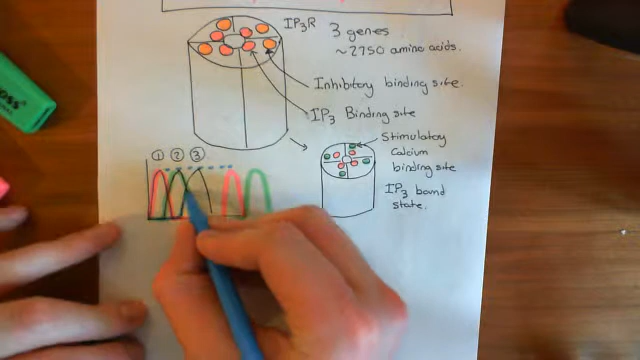 IP3R
3 genes
~2750 amino acids.
Inhibitory binding site.
IP3 Binding site
Stimulatory
Calcium
binding site
IP3 bound
state.
① ② ③